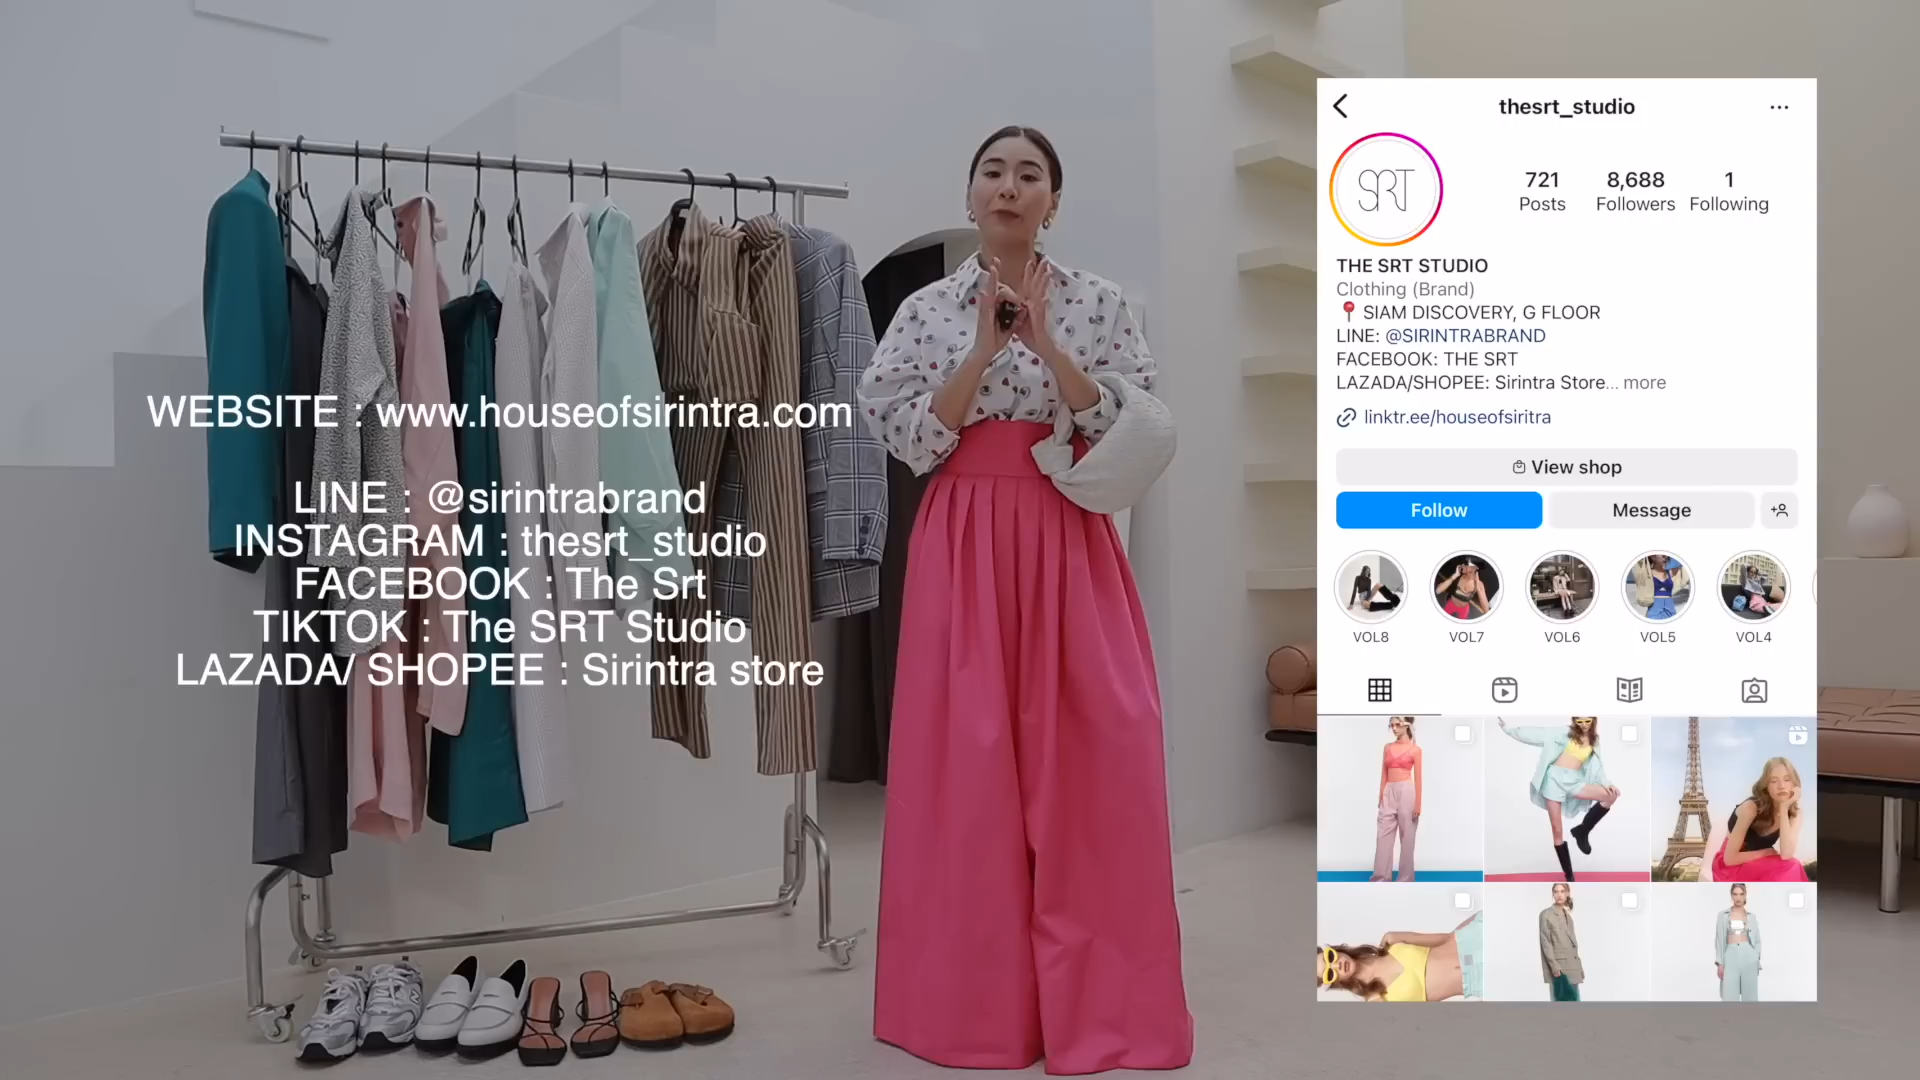 WEBSITE : www.houseofsirintra.com
LINE : @sirintrabrand
INSTAGRAM : thesrt_studio
FACEBOOK : The Srt
TIKTOK : The SRT Studio
LAZADA/ SHOPEE : Sirintra store
thesrt_studio
SRT
721
8,688
1
Posts
Followers
Following
THE SRT STUDIO
Clothing (Brand)
SIAM DISCOVERY, G FLOOR
LINE: @SIRINTRABRAND
FACEBOOK: THE SRT
LAZADA/SHOPEE: Sirintra Store... more
linktr.ee/houseofsiritra
View shop
Follow
Message
VOL8
VOL7
VOL6
VOL5
VOL4